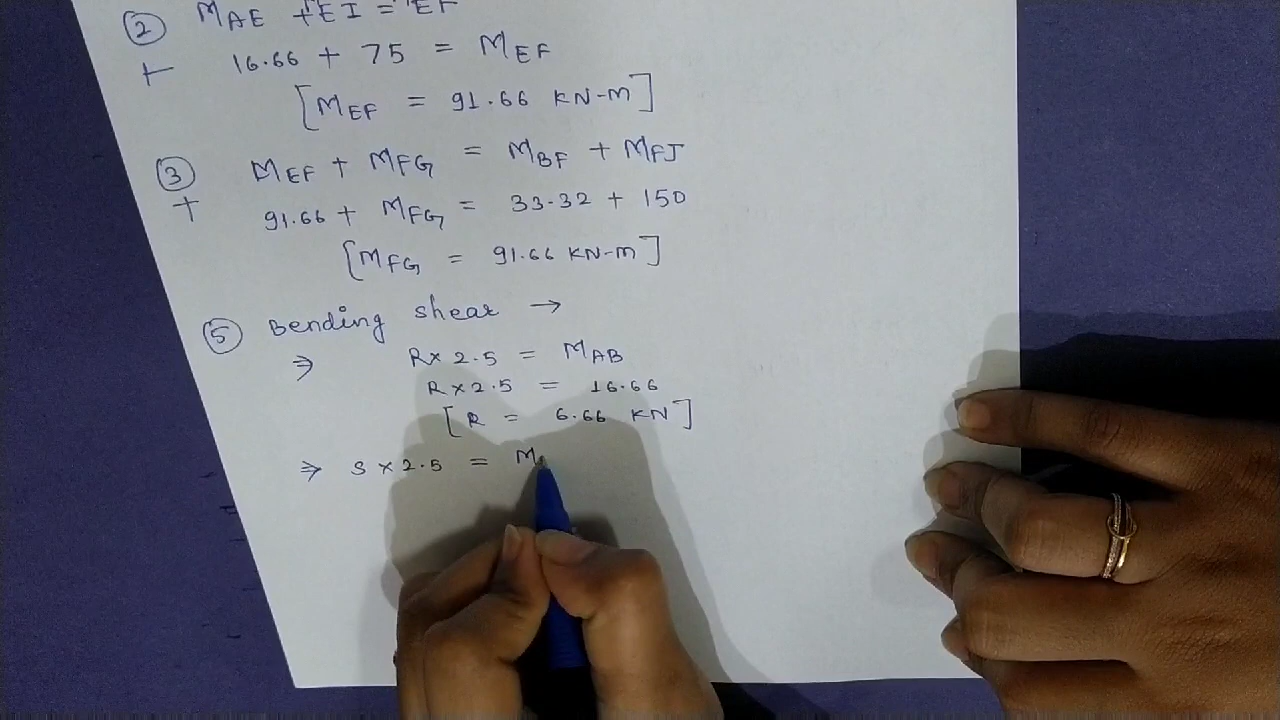 ② MAE + EI = EF
16.66 + 75 = MEF
[MEF = 91.66 KN-m]
③ MEF + MFG = MBF + MFJ
91.66 + MFG = 33.32 + 150
[MFG = 91.66 KN-m]
⑤ Bending shear →
⇒ R× 2.5 = MAB
R × 2.5 = 16.66
[R = 6.66 KN]
⇒ S × 2.5 = M